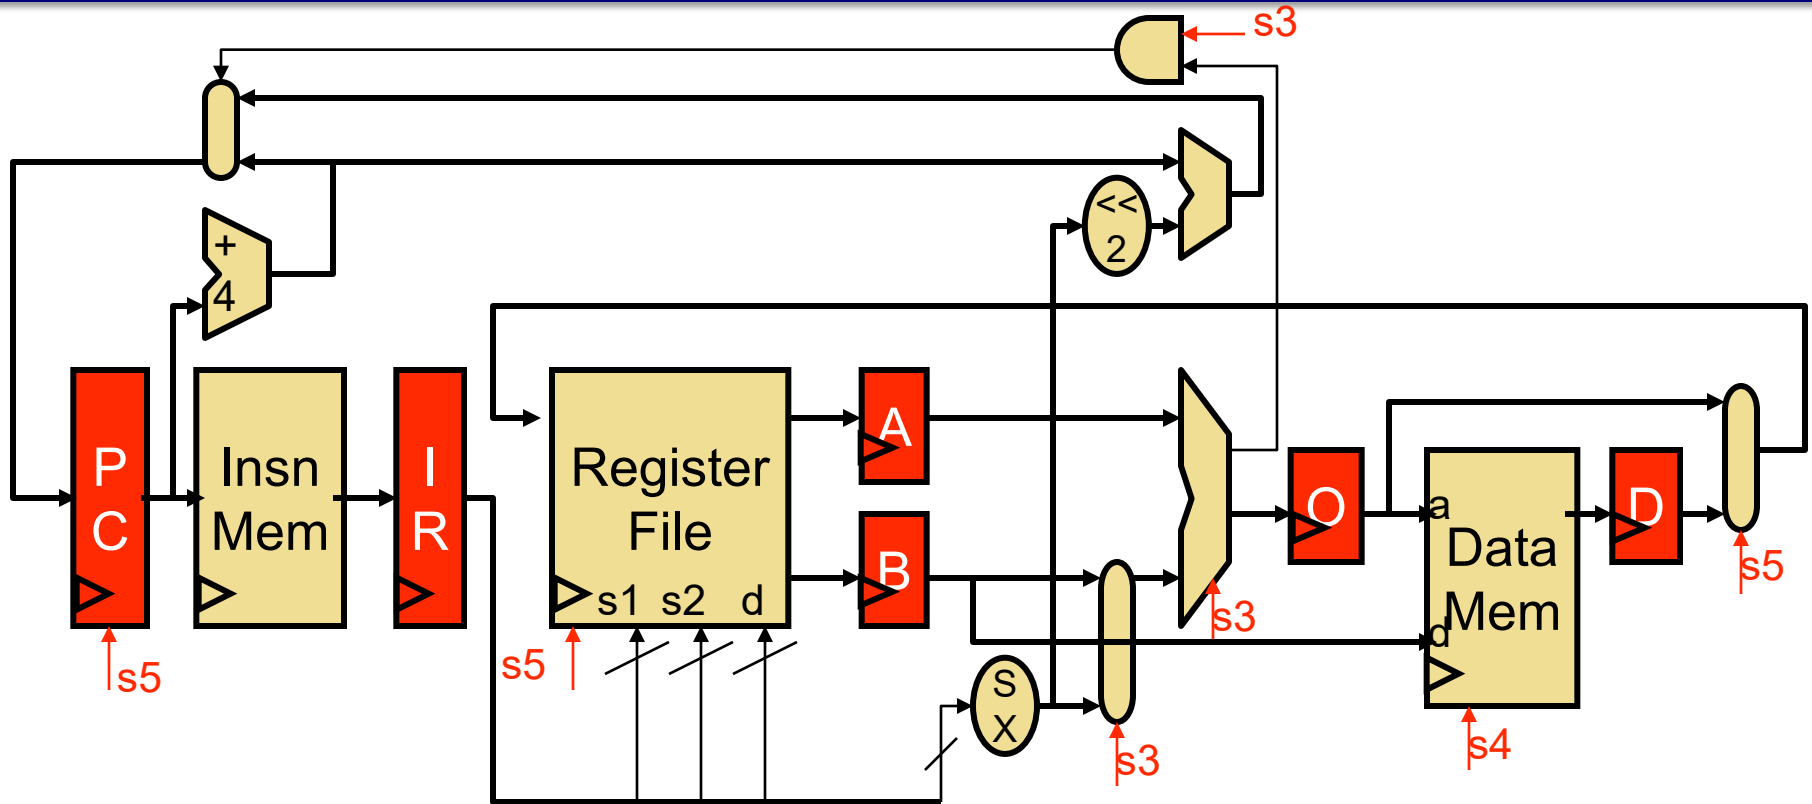 s3
<<
2
+
4
P
C
Insn
Mem
I
R
Register
File
s1 s2 d
A
B
O
a
Data
Mem
d
D
s5
s5
s5
s3
S
X
s3
s4